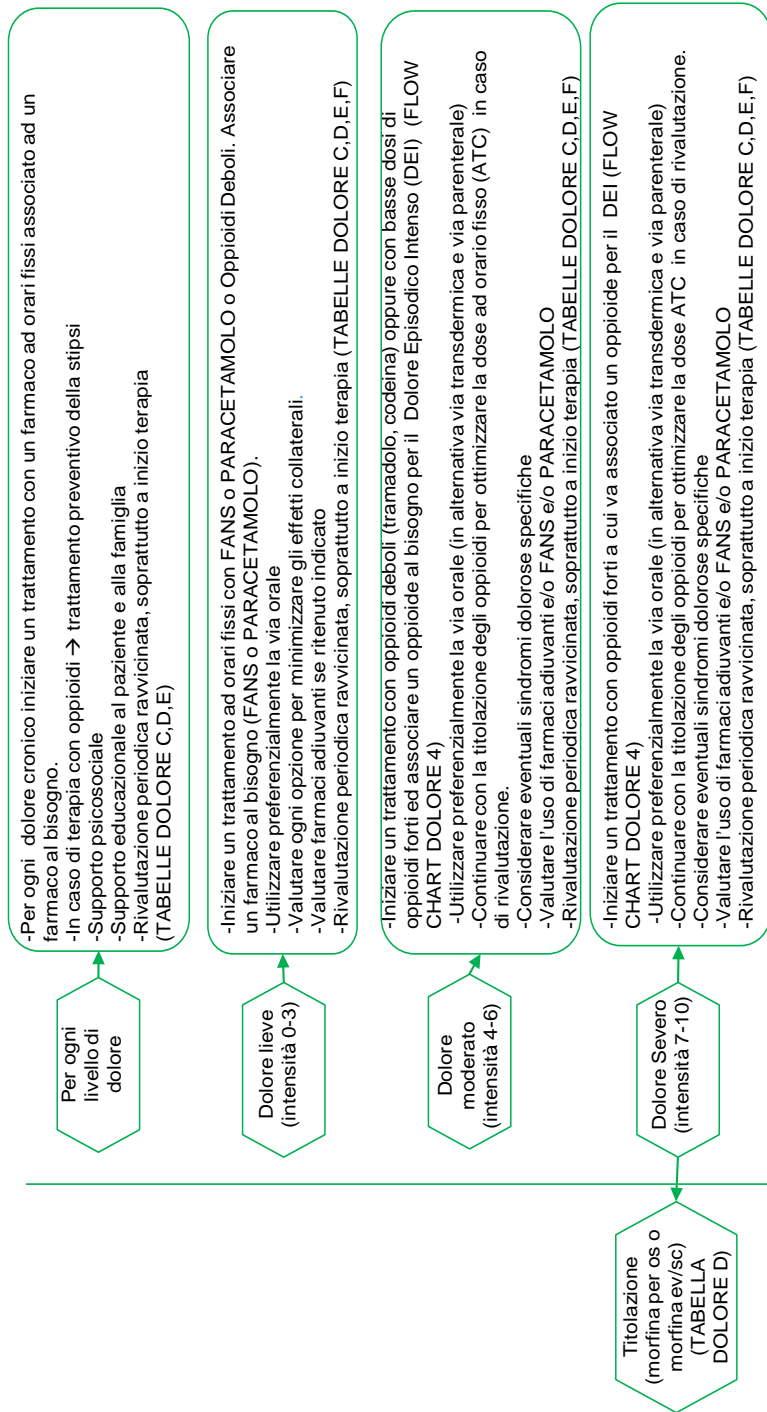 Per ogni
livello di
dolore
-Per ogni dolore cronico iniziare un trattamento con un farmaco ad orari fissi associato ad un
farmaco al bisogno.
-In caso di terapia con oppioidi → trattamento preventivo della stipsi
-Supporto psicosociale
-Supporto educazionale al paziente e alla famiglia
-Rivalutazione periodica ravvicinata, soprattutto a inizio terapia
(TABELLE DOLORE C,D,E)
Dolore lieve
(intensità 0-3)
-Iniziare un trattamento ad orari fissi con FANS o PARACETAMOLO o Oppioidi Deboli. Associare
un farmaco al bisogno (FANS o PARACETAMOLO).
-Utilizzare preferenzialmente la via orale
-Valutare ogni opzione per minimizzare gli effetti collaterali.
-Valutare farmaci adiuvanti se ritenuto indicato
-Rivalutazione periodica ravvicinata, soprattutto a inizio terapia (TABELLE DOLORE C,D,E,F)
Dolore
moderato
(intensità 4-6)
-Iniziare un trattamento con oppioidi deboli (tramadolo, codeina) oppure con basse dosi di
oppioidi forti ed associare un oppioide al bisogno per il Dolore Episodico Intenso (DEI) (FLOW
CHART DOLORE 4)
-Utilizzare preferenzialmente la via orale (in alternativa via transdermica e via parenterale)
-Continuare con la titolazione degli oppioidi per ottimizzare la dose ad orario fisso (ATC) in caso
di rivalutazione.
-Considerare eventuali sindromi dolorose specifiche
-Valutare l'uso di farmaci adiuvanti e/o FANS e/o PARACETAMOLO
-Rivalutazione periodica ravvicinata, soprattutto a inizio terapia (TABELLE DOLORE C,D,E,F)
Titolazione
(morfina per os o
morfina ev/sc)
(TABELLA
DOLORE D)
Dolore Severo
(intensità 7-10)
-Iniziare un trattamento con oppioidi forti a cui va associato un oppioide per il DEI (FLOW
CHART DOLORE 4)
-Utilizzare preferenzialmente la via orale (in alternativa via transdermica e via parenterale)
-Continuare con la titolazione degli oppioidi per ottimizzare la dose ATC in caso di rivalutazione.
-Considerare eventuali sindromi dolorose specifiche
-Valutare l'uso di farmaci adiuvanti e/o FANS e/o PARACETAMOLO
-Rivalutazione periodica ravvicinata, soprattutto a inizio terapia (TABELLE DOLORE C,D,E,F)